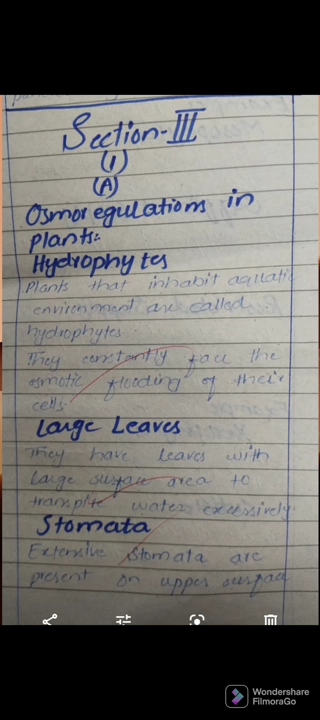 Section-III
(1)
(A)
Osmoregulations in
plants:
Hydrophytes
Plants that inhabit aquatic
environment are called
hydrophytes.
They constantly face the
osmotic flooding of their
cells.
Large Leaves
They have leaves with
large surface area to
transpire water excessively.
Stomata
Extensive stomata are
present on upper surface
Wondershare
FilmoraGo